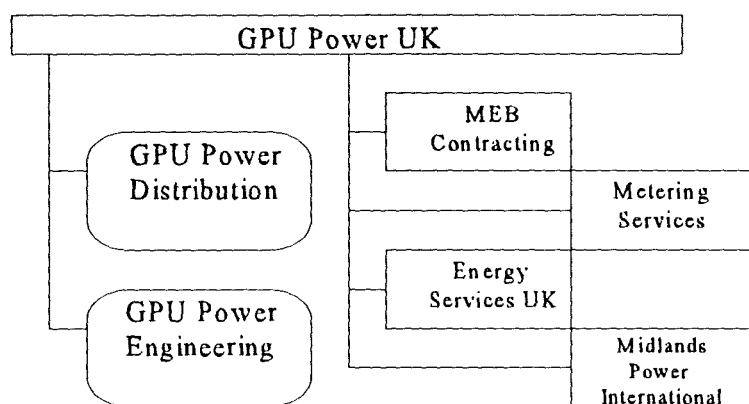 GPU Power UK
GPU Power
Distribution
GPU Power
Engineering
MEB
Contracting
Metering
Services
Energy
Services UK
Midlands
Power
International